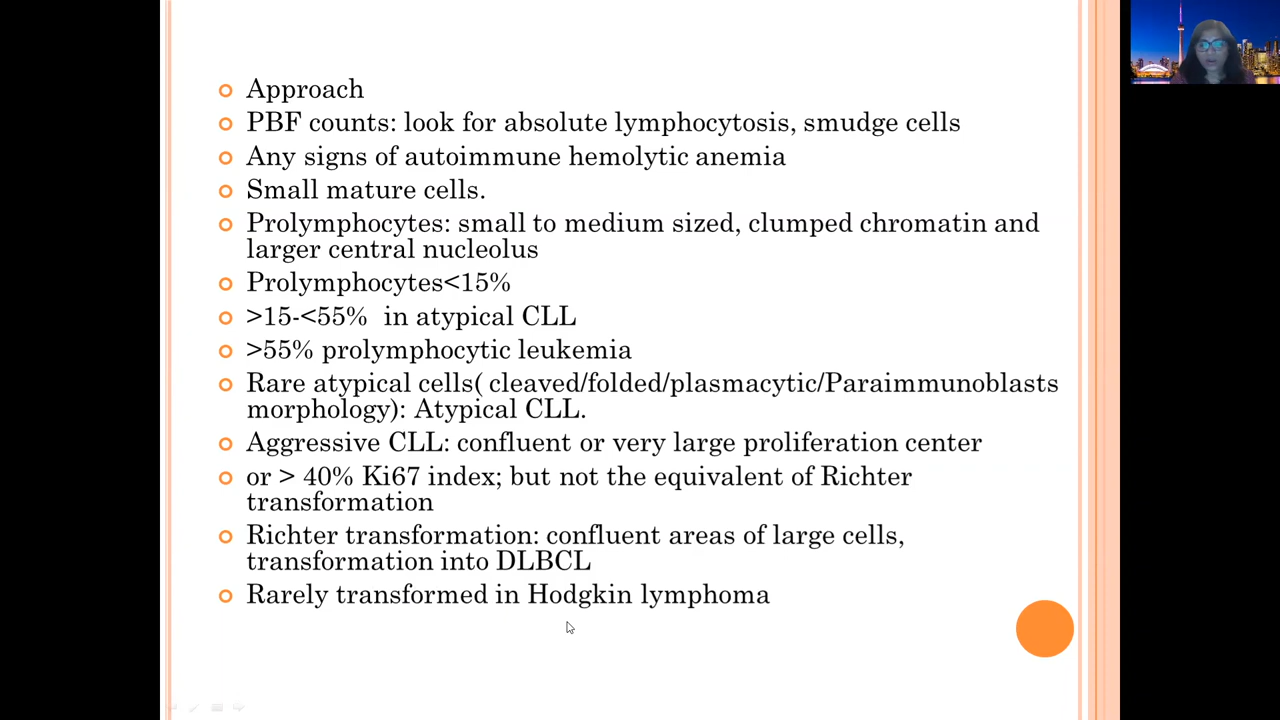 Approach
PBF counts: look for absolute lymphocytosis, smudge cells
Any signs of autoimmune hemolytic anemia
Small mature cells.
Prolymphocytes: small to medium sized, clumped chromatin and
larger central nucleolus
Prolymphocytes<15%
>15-<55%  in atypical CLL
>55% prolymphocytic leukemia
Rare atypical cells( cleaved/folded/plasmacytic/Paraimmunoblasts
morphology): Atypical CLL.
Aggressive CLL: confluent or very large proliferation center
or > 40% Ki67 index; but not the equivalent of Richter
transformation
Richter transformation: confluent areas of large cells,
transformation into DLBCL
Rarely transformed in Hodgkin lymphoma